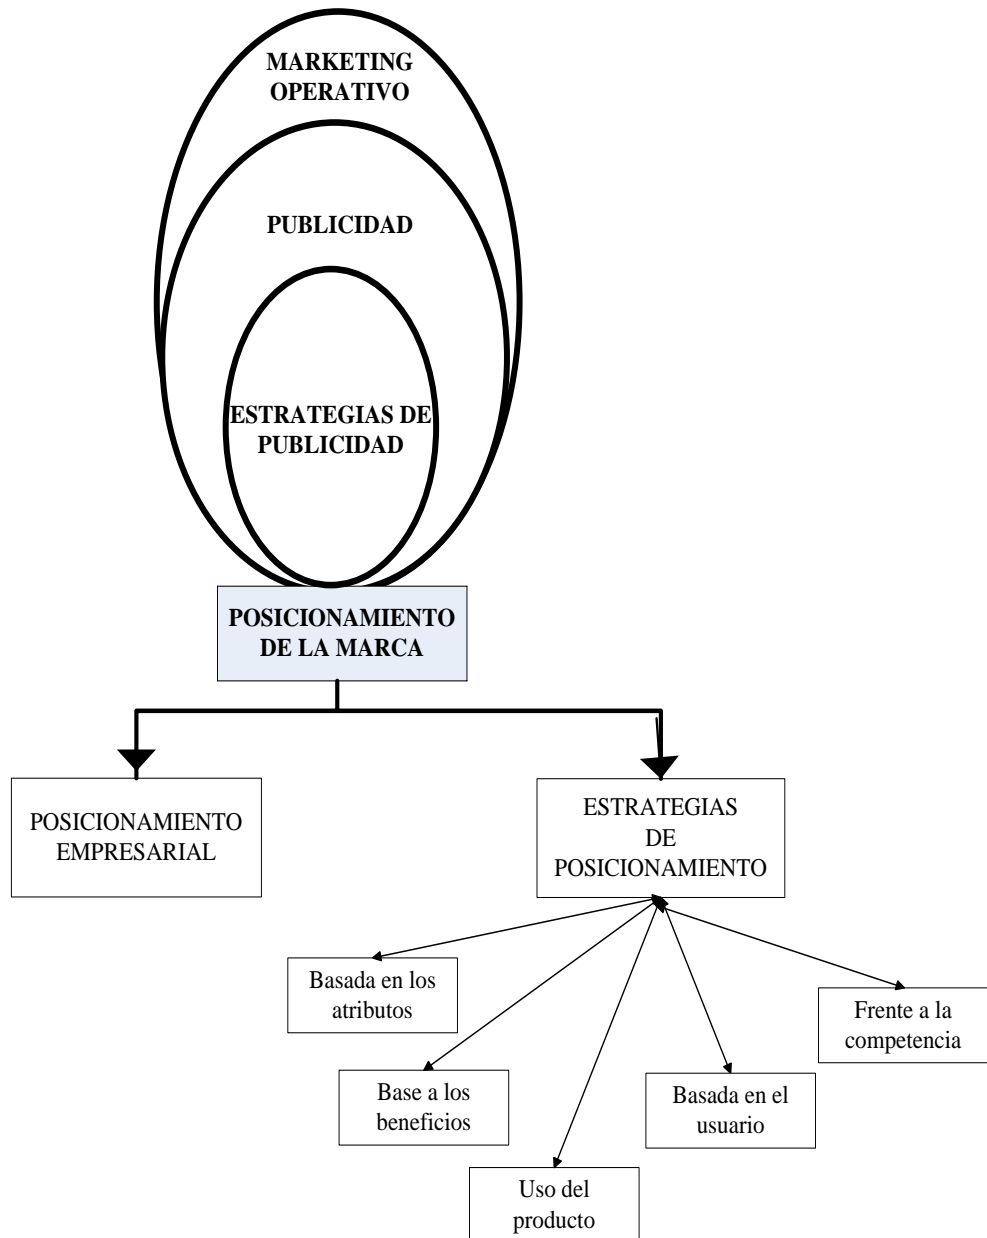 MARKETING
OPERATIVO
PUBLICIDAD
ESTRATEGIAS DE
PUBLICIDAD
POSICIONAMIENTO
DE LA MARCA
POSICIONAMIENTO
EMPRESARIAL
ESTRATEGIAS
DE
POSICIONAMIENTO
Basada en los
atributos
Base a los
beneficios
Uso del
producto
Basada en el
usuario
Frente a la
competencia